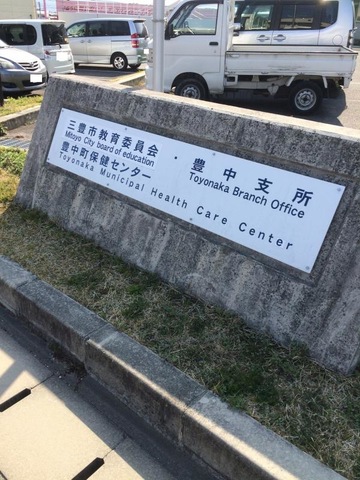 三豊市教育委員会・豊中支所
Mitoyo City board of education Toyonaka Branch Office
豊中町保健センター
Toyonaka Municipal Health Care Center